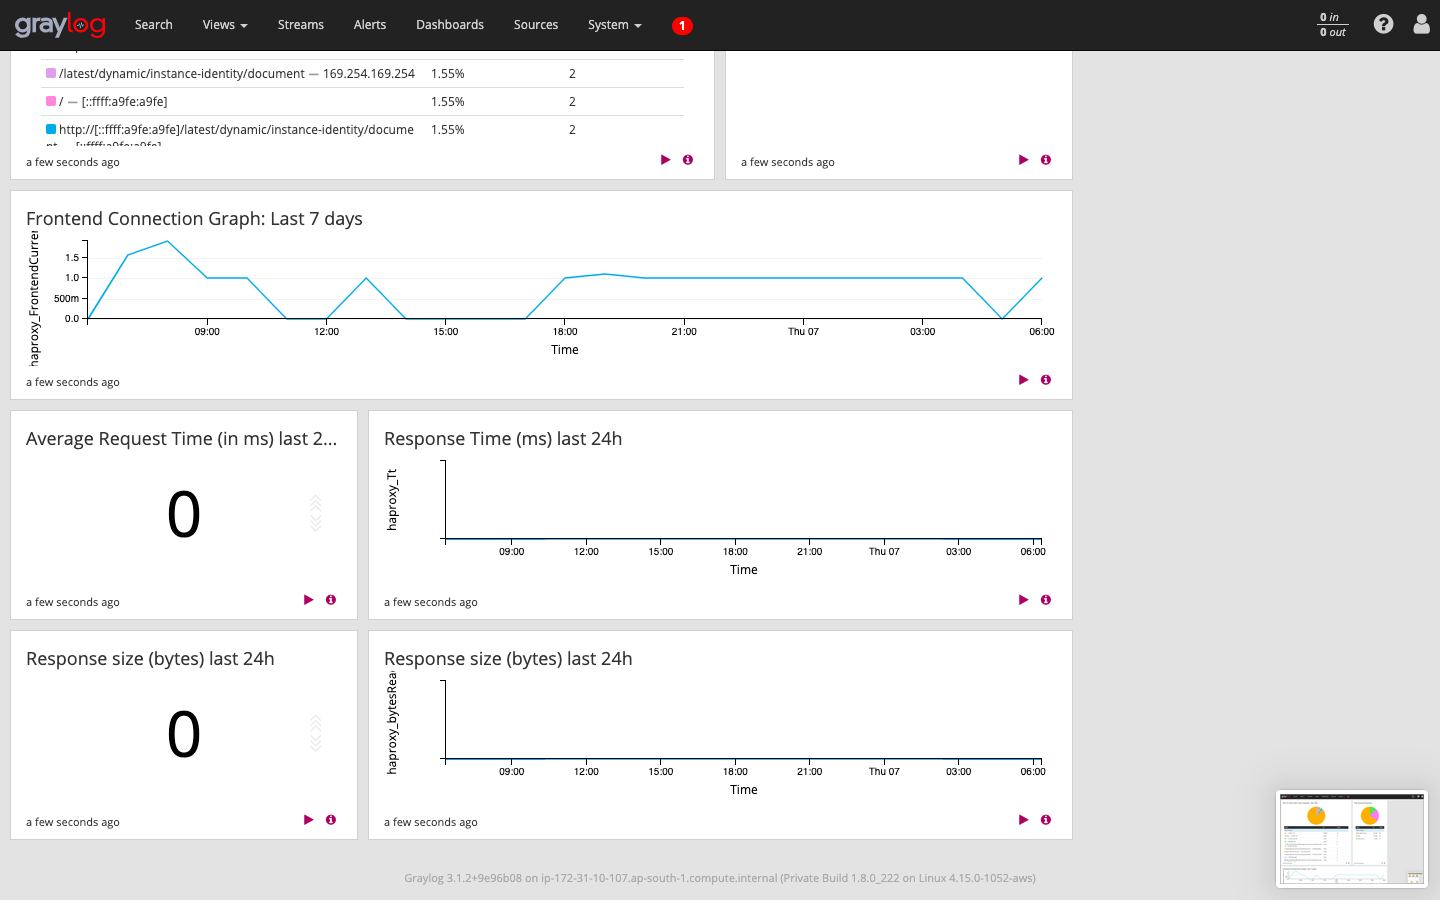 graylog Search Views Streams Alerts Dashboards Sources System 1 0 in
0 out
/latest/dynamic/instance-identity/document — 169.254.169.254 1.55% 2
/ — [::ffff:a9fe:a9fe] 1.55% 2
http://[::ffff:a9fe:a9fe]/latest/dynamic/instance-identity/docume 1.55% 2
nt — [::ffff:a9fe:a9fe]
a few seconds ago
a few seconds ago
Frontend Connection Graph: Last 7 days
haproxy_FrontendCurre
1.5
1.0
500m
0.0
09:00 12:00 15:00 18:00 21:00 Thu 07 03:00 06:00
Time
a few seconds ago
Average Request Time (in ms) last 2...
0
a few seconds ago
Response Time (ms) last 24h
haproxy_Tt
09:00 12:00 15:00 18:00 21:00 Thu 07 03:00 06:00
Time
a few seconds ago
Response size (bytes) last 24h
0
a few seconds ago
Response size (bytes) last 24h
haproxy_bytesRea
09:00 12:00 15:00 18:00 21:00 Thu 07 03:00 06:00
Time
a few seconds ago
Graylog 3.1.2+9e96b08 on ip-172-31-10-107.ap-south-1.compute.internal (Private Build 1.8.0_222 on Linux 4.15.0-1052-aws)